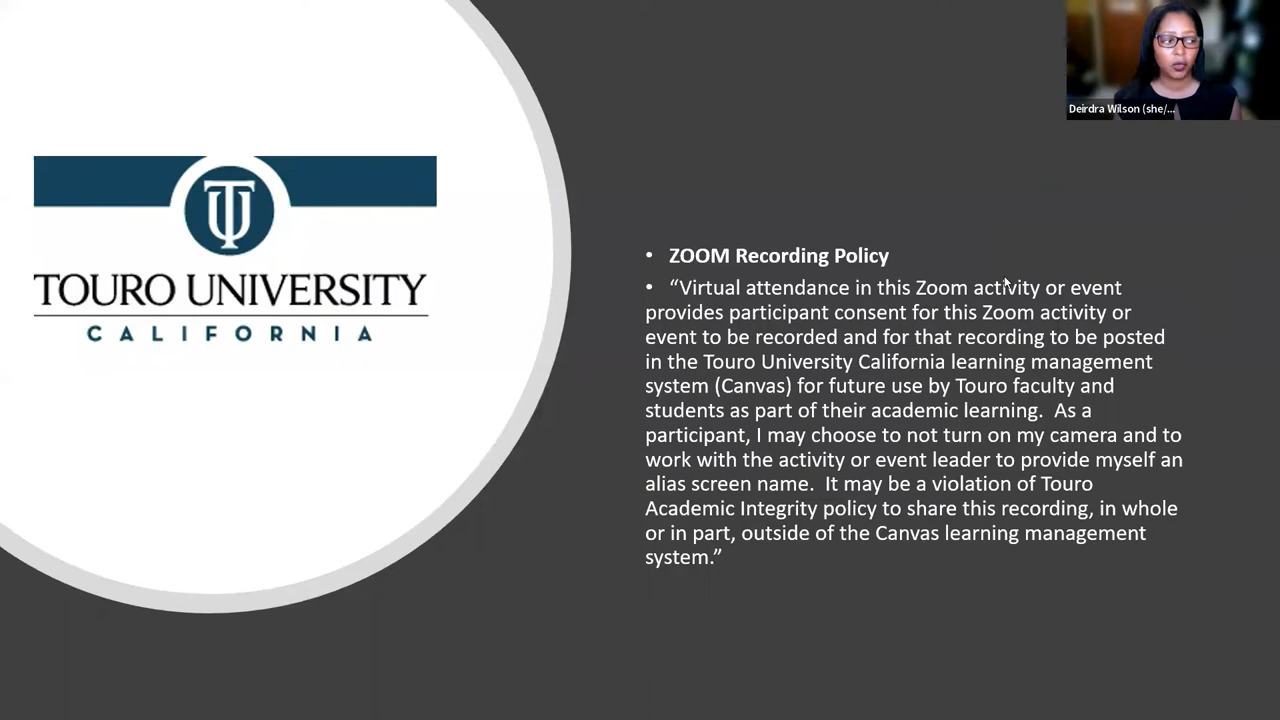 Deirdra Wilson (she/...
TU
TOURO UNIVERSITY
CALIFORNIA
• ZOOM Recording Policy
• “Virtual attendance in this Zoom activity or event
provides participant consent for this Zoom activity or
event to be recorded and for that recording to be posted
in the Touro University California learning management
system (Canvas) for future use by Touro faculty and
students as part of their academic learning.  As a
participant, I may choose to not turn on my camera and to
work with the activity or event leader to provide myself an
alias screen name.  It may be a violation of Touro
Academic Integrity policy to share this recording, in whole
or in part, outside of the Canvas learning management
system.”